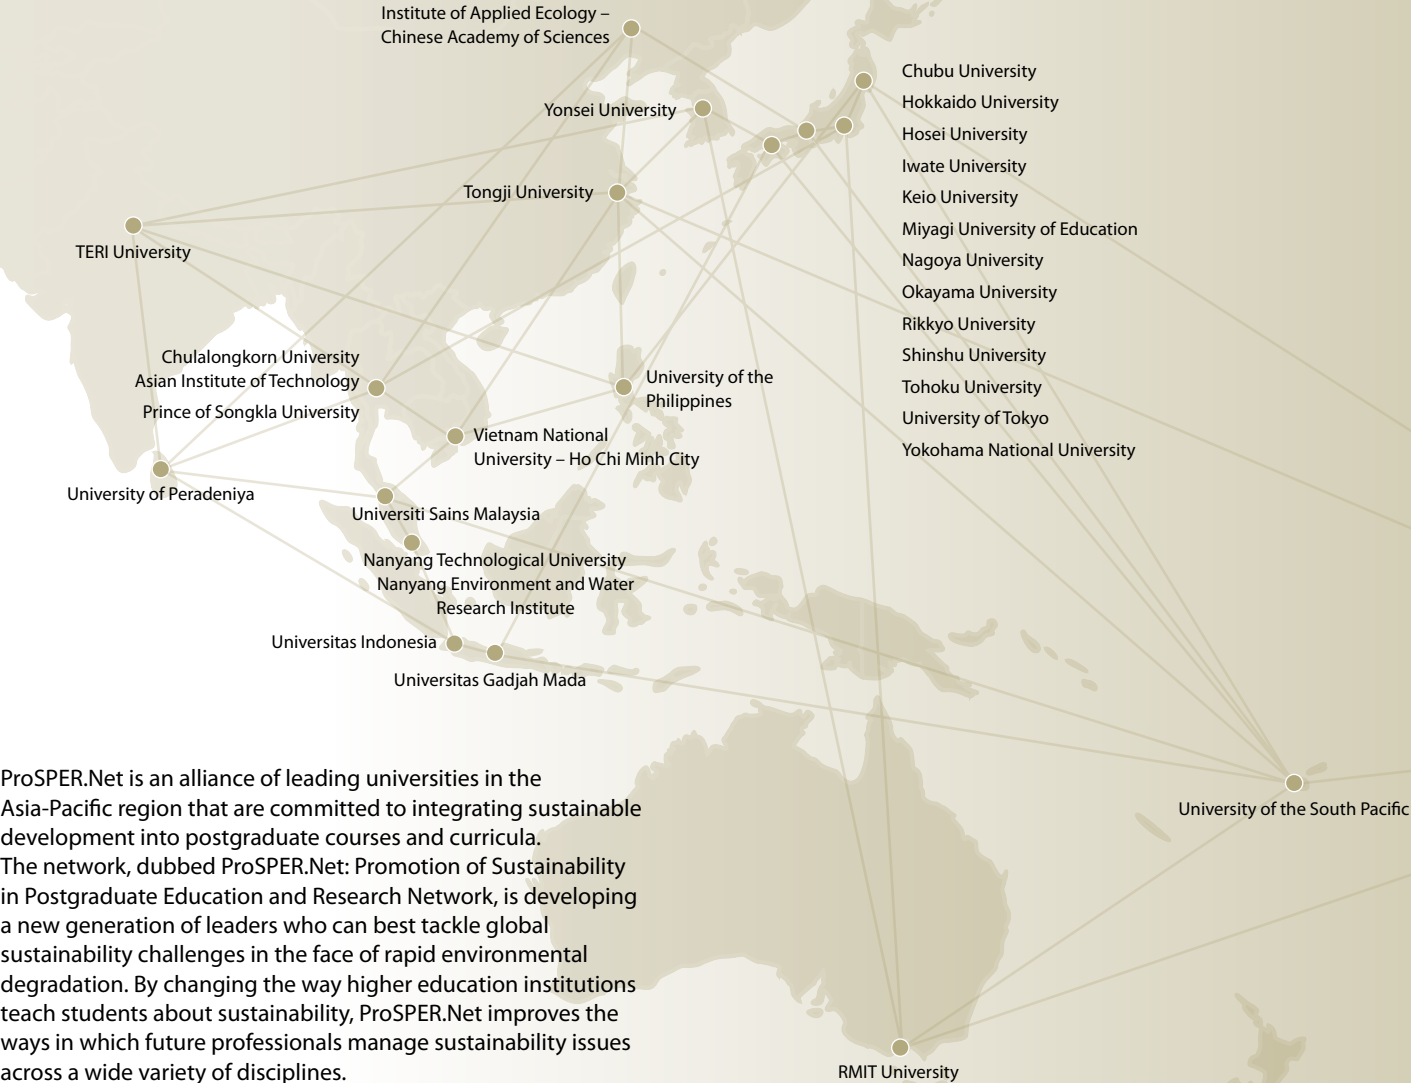 Institute of Applied Ecology –
Chinese Academy of Sciences
Yonsei University
Tongji University
TERI University
Chubu University
Hokkaido University
Hosei University
Iwate University
Keio University
Miyagi University of Education
Nagoya University
Okayama University
Rikkyo University
Shinshu University
Tohoku University
University of Tokyo
Yokohama National University
Chulalongkorn University
Asian Institute of Technology
Prince of Songkla University
University of the
Philippines
Vietnam National
University – Ho Chi Minh City
University of Peradeniya
Universiti Sains Malaysia
Nanyang Technological University
Nanyang Environment and Water
Research Institute
Universitas Indonesia
Universitas Gadjah Mada
University of the South Pacific
RMIT University
ProSPER.Net is an alliance of leading universities in the
Asia-Pacific region that are committed to integrating sustainable
development into postgraduate courses and curricula.
The network, dubbed ProSPER.Net: Promotion of Sustainability
in Postgraduate Education and Research Network, is developing
a new generation of leaders who can best tackle global
sustainability challenges in the face of rapid environmental
degradation. By changing the way higher education institutions
teach students about sustainability, ProSPER.Net improves the
ways in which future professionals manage sustainability issues
across a wide variety of disciplines.